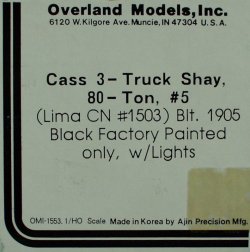 Overland Models, Inc.
6120 W. Kilgore Ave. Muncie, IN 47304 U.S.A.
Cass 3-Truck Shay,
80-Ton, #5
(Lima CN #1503) Blt. 1905
Black Factory Painted
only, w/Lights
OMI-1553.1/HO Scale Made in Korea by Ajin Precision Mfg.